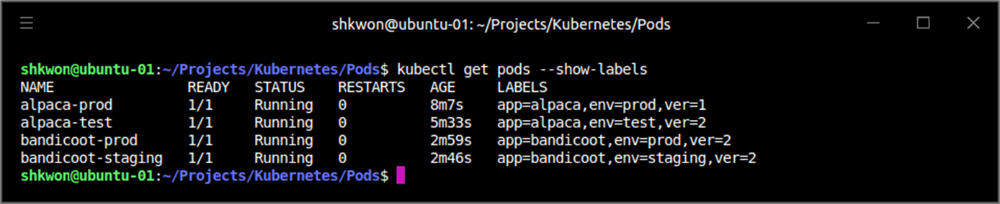 shkwon@ubuntu-01: ~/Projects/Kubernetes/Pods
shkwon@ubuntu-01:~/Projects/Kubernetes/Pods$ kubectl get pods --show-labels
NAME READY STATUS RESTARTS AGE LABELS
alpaca-prod 1/1 Running 0 8m7s app=alpaca,env=prod,ver=1
alpaca-test 1/1 Running 0 5m33s app=alpaca,env=test,ver=2
bandicoot-prod 1/1 Running 0 2m59s app=bandicoot,env=prod,ver=2
bandicoot-staging 1/1 Running 0 2m46s app=bandicoot,env=staging,ver=2
shkwon@ubuntu-01:~/Projects/Kubernetes/Pods$